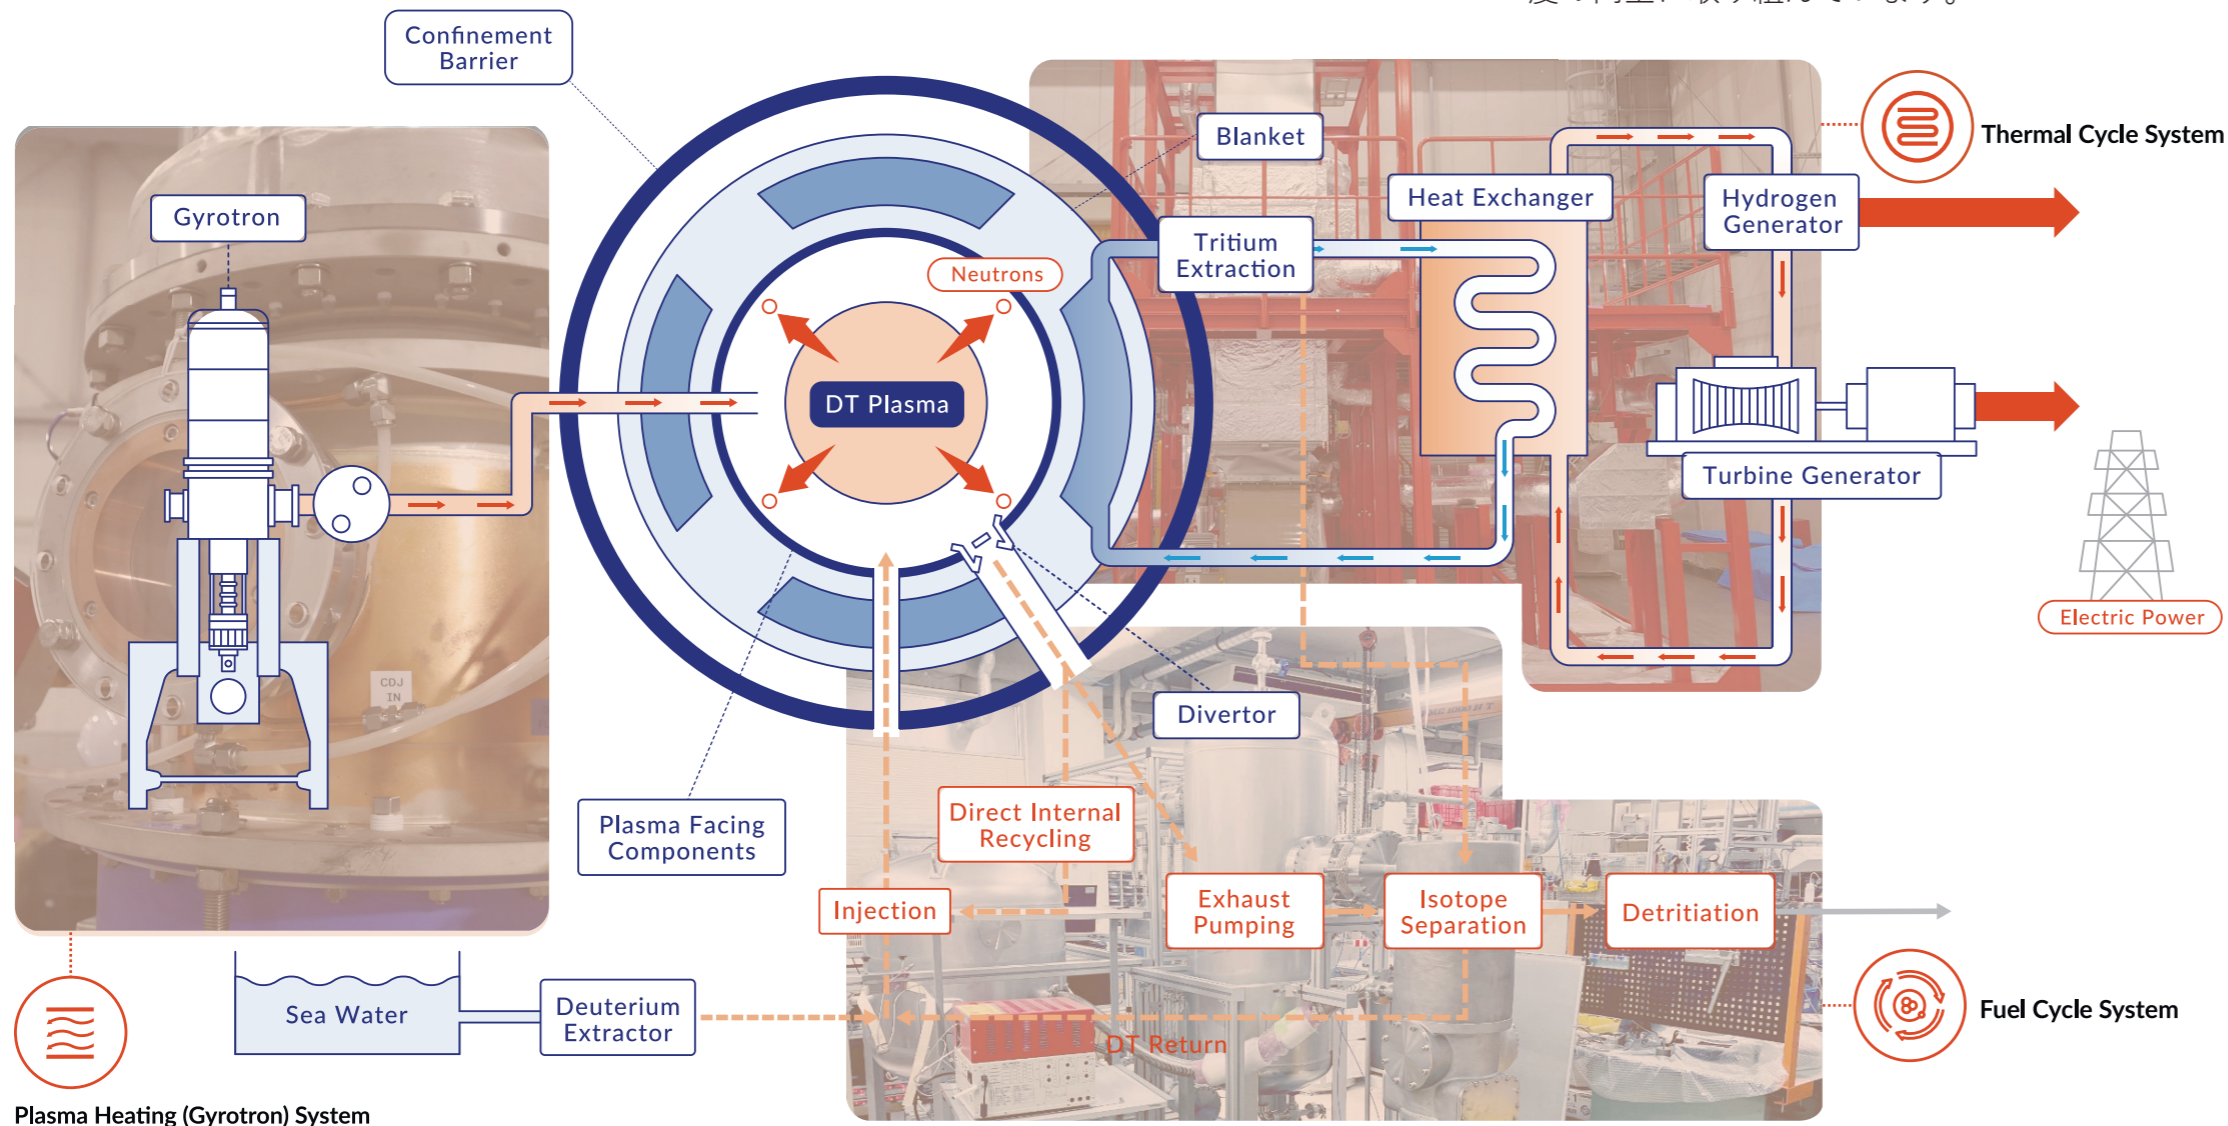 Confinement
Barrier
Blanket
Thermal Cycle System
Gyrotron
Heat Exchanger
Hydrogen
Generator
Tritium
Extraction
Neutrons
DT Plasma
Turbine Generator
Electric Power
CDJ
IN
Divertor
Plasma Facing
Components
Direct Internal
Recycling
Injection
Exhaust
Pumping
Isotope
Separation
Detritiation
Sea Water
Deuterium
Extractor
DT Return
Fuel Cycle System
Plasma Heating (Gyrotron) System